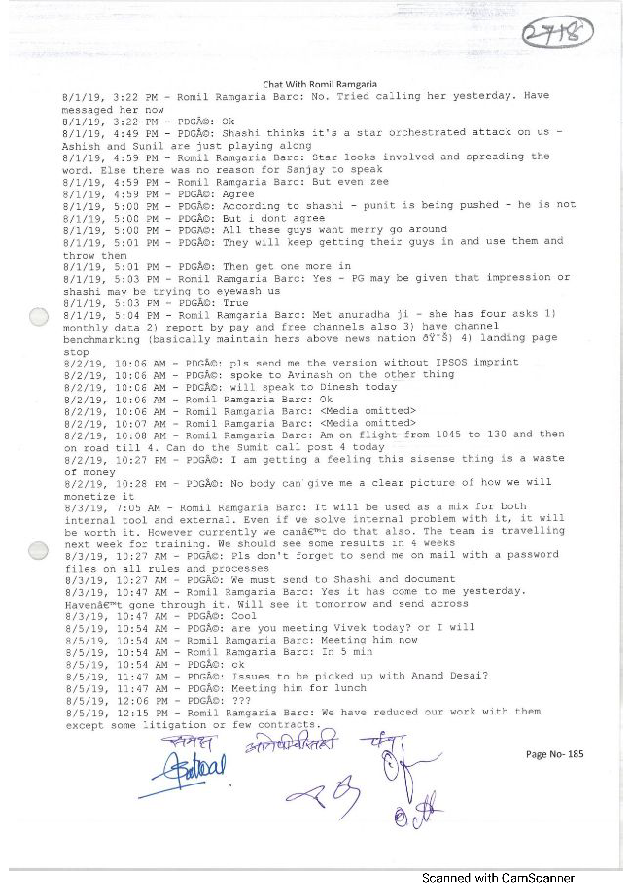 2718
Chat With Romil Ramgaria
8/1/19, 3:22 PM - Romil Ramgaria Barc: No. Tried calling her yesterday. Have
messaged her now
8/1/19, 3:22 PM - PDGÃ©: Ok
8/1/19, 4:49 PM - PDGÃ©: Shashi thinks it's a star orchestrated attack on us -
Ashish and Sunil are just playing along
8/1/19, 4:59 PM - Romil Ramgaria Barc: Star looks involved and spreading the
word. Else there was no reason for Sanjay to speak
8/1/19, 4:59 PM - Romil Ramgaria Barc: But even zee
8/1/19, 4:59 PM - PDGÃ©: Agree
8/1/19, 5:00 PM - PDGÃ©: According to shashi - punit is being pushed - he is not
8/1/19, 5:00 PM - PDGÃ©: But i dont agree
8/1/19, 5:00 PM - PDGÃ©: All these guys want merry go around
8/1/19, 5:01 PM - PDGÃ©: They will keep getting their guys in and use them and
throw then
8/1/19, 5:01 PM - PDGÃ©: Then get one more in
8/1/19, 5:03 PM - Romil Ramgaria Barc: Yes - PG may be given that impression or
shashi may be trying to eyewash us
8/1/19, 5:03 PM - PDGÃ©: True
8/1/19, 5:04 PM - Romil Ramgaria Barc: Met anuradha ji - she has four asks 1)
monthly data 2) report by pay and free channels also 3) have channel
benchmarking (basically maintain hers above news nation ðŸ˜Š) 4) landing page
stop
8/2/19, 10:06 AM - PDGÃ©: pls send me the version without IPSOS imprint
8/2/19, 10:06 AM - PDGÃ©: spoke to Avinash on the other thing
8/2/19, 10:06 AM - PDGÃ©: will speak to Dinesh today
8/2/19, 10:06 AM - Romil Ramgaria Barc: Ok
8/2/19, 10:06 AM - Romil Ramgaria Barc: <Media omitted>
8/2/19, 10:07 AM - Romil Ramgaria Barc: <Media omitted>
8/2/19, 10:08 AM - Romil Ramgaria Barc: Am on flight from 1045 to 130 and then
on road till 4. Can do the Sumit call post 4 today
8/2/19, 10:27 PM - PDGÃ©: I am getting a feeling this sisense thing is a waste
of money
8/2/19, 10:28 PM - PDGÃ©: No body can give me a clear picture of how we will
monetize it
8/3/19, 7:05 AM - Romil Ramgaria Barc: It will be used as a mix for both
internal tool and external. Even if we solve internal problem with it, it will
be worth it. However currently we canâ€™t do that also. The team is travelling
next week for training. We should see some results in 4 weeks
8/3/19, 10:27 AM - PDGÃ©: Pls don't forget to send me on mail with a password
files on all rules and processes
8/3/19, 10:27 AM - PDGÃ©: We must send to Shashi and document
8/3/19, 10:47 AM - Romil Ramgaria Barc: Yes it has come to me yesterday.
Havenâ€™t gone through it. Will see it tomorrow and send across
8/3/19, 10:47 AM - PDGÃ©: Cool
8/5/19, 10:54 AM - PDGÃ©: are you meeting Vivek today? or I will
8/5/19, 10:54 AM - Romil Ramgaria Barc: Meeting him now
8/5/19, 10:54 AM - Romil Ramgaria Barc: In 5 min
8/5/19, 10:54 AM - PDGÃ©: ok
8/5/19, 11:47 AM - PDGÃ©: Issues to be picked up with Anand Desai?
8/5/19, 11:47 AM - PDGÃ©: Meeting him for lunch
8/5/19, 12:06 PM - PDGÃ©: ???
8/5/19, 12:15 PM - Romil Ramgaria Barc: We have reduced our work with them
except some litigation or few contracts.
समक्ष
Page No- 185
Scanned with CamScanner